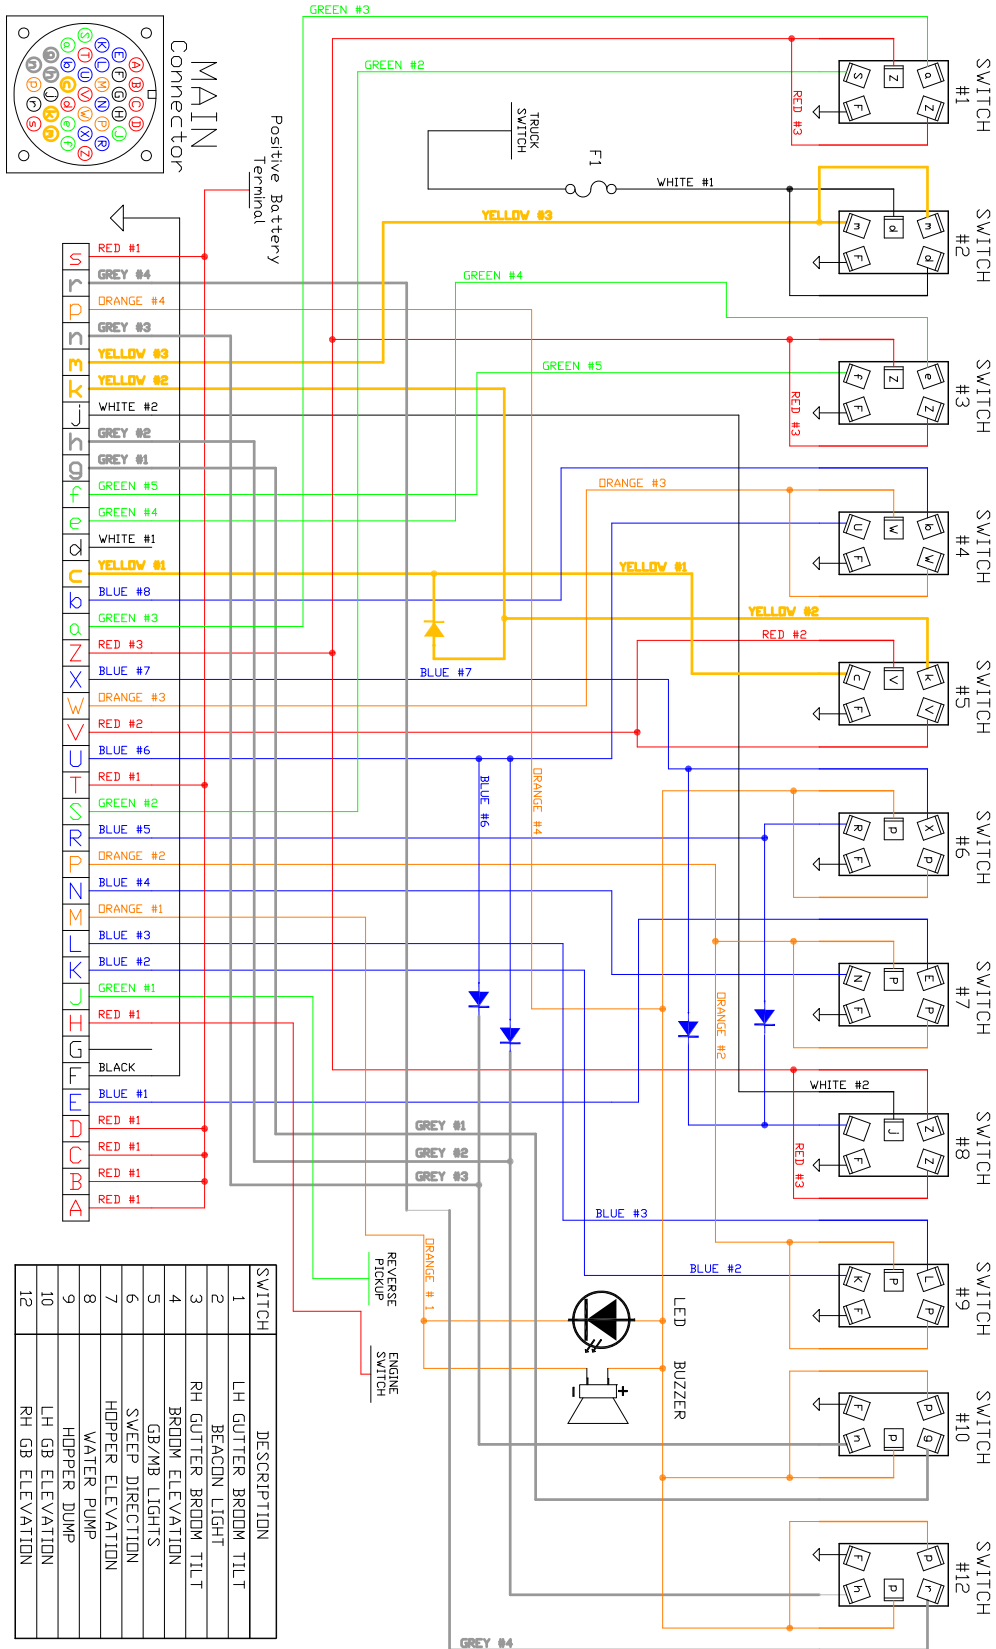 MAIN
Connector
A B C D
E F G H J
K L M N P R
S T U V W X Z
a b c d e f
g h j k m
n p r s
Positive Battery
Terminal
TRUCK
SWITCH
F1
WHITE #1
GREEN #3
GREEN #2
RED #3
YELLOW #3
GREEN #4
GREEN #5
RED #3
ORANGE #3
YELLOW #1
YELLOW #2
RED #2
BLUE #7
BLUE #6
ORANGE #4
ORANGE #2
WHITE #2
RED #3
GREY #1
GREY #2
GREY #3
BLUE #3
BLUE #2
ORANGE # 1
REVERSE
PICKUP
ENGINE
SWITCH
LED
BUZZER
+
-
GREY #4
SWITCH
#1
a Z
z
S F
SWITCH
#2
m d
d
m F
SWITCH
#3
e Z
z
f F
SWITCH
#4
b W
W
U F
SWITCH
#5
k V
V
c F
SWITCH
#6
X p
p
R F
SWITCH
#7
E P
P
N F
SWITCH
#8
Z Z
j
F
SWITCH
#9
L P
P
K F
SWITCH
#10
p g
p
F n
SWITCH
#12
p r
p
F h
s RED #1
r GREY #4
p ORANGE #4
n GREY #3
m YELLOW #3
k YELLOW #2
j WHITE #2
h GREY #2
g GREY #1
f GREEN #5
e GREEN #4
d WHITE #1
c YELLOW #1
b BLUE #8
a GREEN #3
Z RED #3
X BLUE #7
W ORANGE #3
V RED #2
U BLUE #6
T RED #1
S GREEN #2
R BLUE #5
P ORANGE #2
N BLUE #4
M ORANGE #1
L BLUE #3
K BLUE #2
J GREEN #1
H RED #1
G
F BLACK
E BLUE #1
D RED #1
C RED #1
B RED #1
A RED #1
SWITCH DESCRIPTION
1 LH GUTTER BROOM TILT
2 BEACON LIGHT
3 RH GUTTER BROOM TILT
4 BROOM ELEVATION
5 GB/MB LIGHTS
6 SWEEP DIRECTION
7 HOPPER ELEVATION
8 WATER PUMP
9 HOPPER DUMP
10 LH GB ELEVATION
12 RH GB ELEVATION